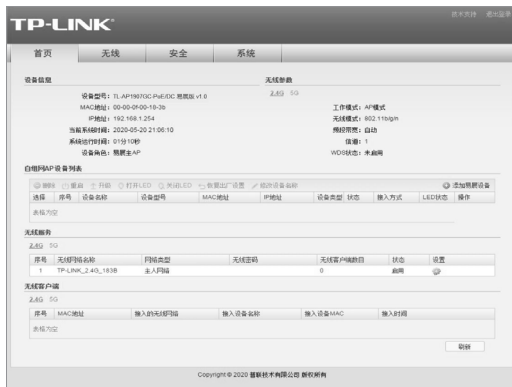 技术支持 退出登录
TP-LINK®
首页 无线 安全 系统
设备信息
设备型号: TL-AP1907GC-PoE/DC 易展版 v1.0
MAC地址: 00-00-0f-00-18-3b
IP地址: 192.168.1.254
当前系统时间: 2020-05-20 21:06:10
系统运行时间: 01分10秒
设备角色: 易展主AP
无线参数
2.4G 5G
工作模式: AP模式
无线模式: 802.11b/g/n
频段带宽: 自动
信道: 1
WDS状态: 未启用
自组网AP设备列表
删除 重启 升级 打开LED 关闭LED 恢复出厂设置 修改设备名称 添加易展设备
选择 序号 设备名称 设备型号 MAC地址 IP地址 设备类型 状态 接入方式 LED状态 操作
表格为空
无线服务
2.4G 5G
序号 无线网络名称 网络类型 无线密码 无线客户端数目 状态 设置
1 TP-LINK_2.4G_183B 主人网络 0 启用
无线客户端
2.4G 5G
序号 MAC地址 接入的无线网络 接入设备名称 接入设备MAC 接入时间
表格为空
刷新
Copyright © 2020 普联技术有限公司 版权所有